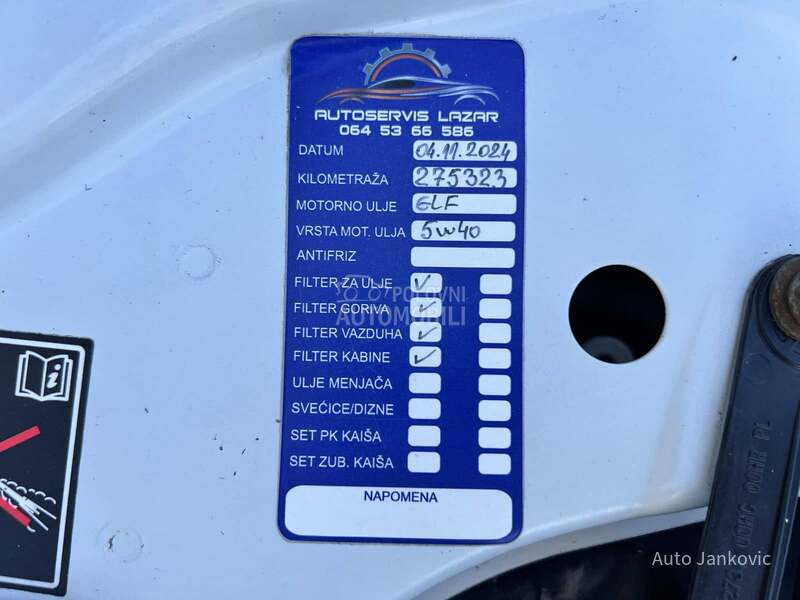 AUTOSERVIS LAZAR
064 53 66 586
DATUM 04.11.2024
KILOMETRAŽA 275323
MOTORNO ULJE ELF
VRSTA MOT. ULJA 5W40
ANTIFRIZ
FILTER ZA ULJE ✓
FILTER GORIVA ✓
FILTER VAZDUHA ✓
FILTER KABINE ✓
ULJE MENJAČA
SVEĆICE/DIZNE
SET PK KAIŠA
SET ZUB. KAIŠA
NAPOMENA
POLOVNI
AUTOMOBILI
Auto Jankovic